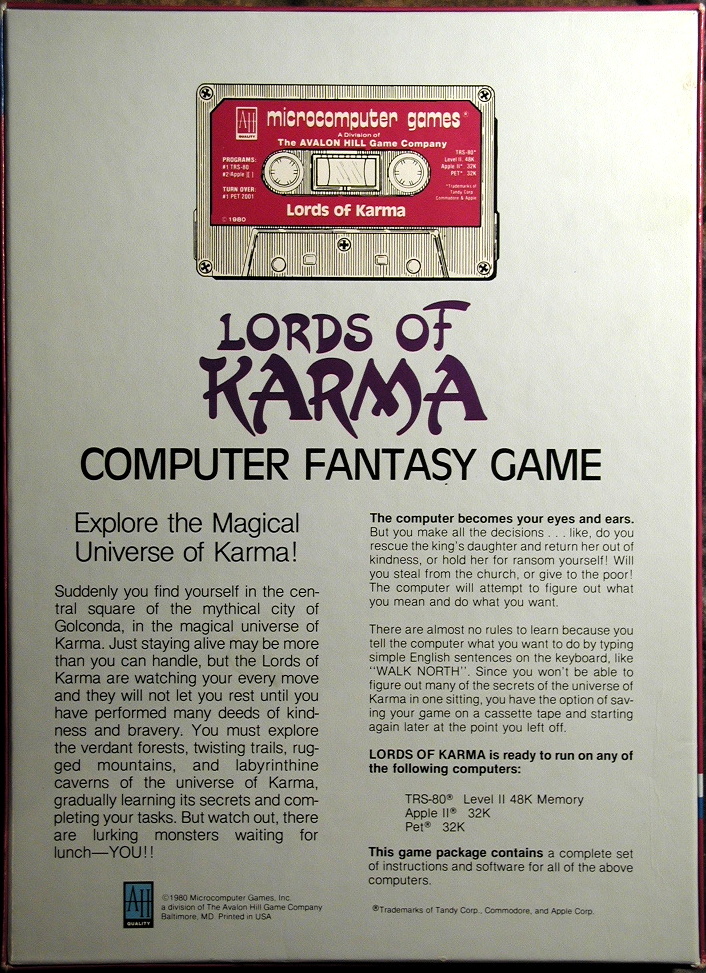 AH
QUALITY
microcomputer games®
A Division of
The AVALON HILL Game Company
PROGRAMS:
#1 TRS-80
#2 Apple ][
TURN OVER:
#1 PET 2001
TRS-80*
Level II, 48K
Apple II*, 32K
PET*, 32K
*Trademarks of
Tandy Corp.
Commodore & Apple
© 1980
Lords of Karma
LORDS OF
KARMA
COMPUTER FANTASY GAME
Explore the Magical
Universe of Karma!
Suddenly you find yourself in the cen-
tral square of the mythical city of
Golconda, in the magical universe of
Karma. Just staying alive may be more
than you can handle, but the Lords of
Karma are watching your every move
and they will not let you rest until you
have performed many deeds of kind-
ness and bravery. You must explore
the verdant forests, twisting trails, rug-
ged mountains, and labyrinthine
caverns of the universe of Karma,
gradually learning its secrets and com-
pleting your tasks. But watch out, there
are lurking monsters waiting for
lunch—YOU!!
The computer becomes your eyes and ears.
But you make all the decisions . . . like, do you
rescue the king's daughter and return her out of
kindness, or hold her for ransom yourself! Will
you steal from the church, or give to the poor!
The computer will attempt to figure out what
you mean and do what you want.
There are almost no rules to learn because you
tell the computer what you want to do by typing
simple English sentences on the keyboard, like
"WALK NORTH". Since you won't be able to
figure out many of the secrets of the universe of
Karma in one sitting, you have the option of sav-
ing your game on a cassette tape and starting
again later at the point you left off.
LORDS OF KARMA is ready to run on any of
the following computers:
TRS-80® Level II 48K Memory
Apple II® 32K
Pet® 32K
This game package contains a complete set
of instructions and software for all of the above
computers.
AH
QUALITY
©1980 Microcomputer Games, Inc.
a division of The Avalon Hill Game Company
Baltimore, MD. Printed in USA
®Trademarks of Tandy Corp., Commodore, and Apple Corp.